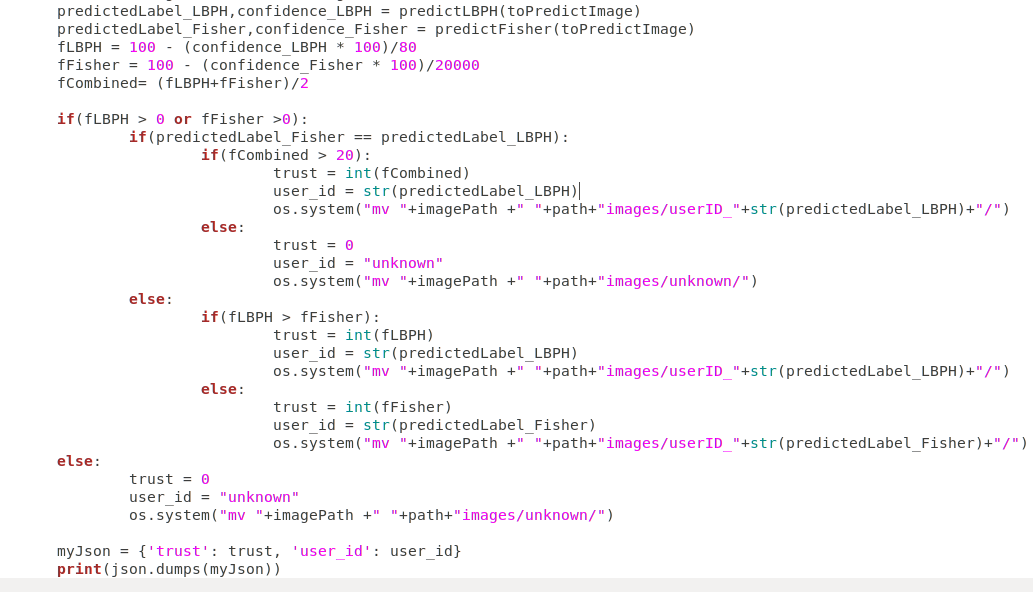 predictedLabel_LBPH,confidence_LBPH = predictLBPH(toPredictImage)
predictedLabel_Fisher,confidence_Fisher = predictFisher(toPredictImage)
fLBPH = 100 - (confidence_LBPH * 100)/80
fFisher = 100 - (confidence_Fisher * 100)/20000
fCombined= (fLBPH+fFisher)/2

if(fLBPH > 0 or fFisher >0):
        if(predictedLabel_Fisher == predictedLabel_LBPH):
                if(fCombined > 20):
                        trust = int(fCombined)
                        user_id = str(predictedLabel_LBPH)
                        os.system("mv "+imagePath +" "+path+"images/userID_"+str(predictedLabel_LBPH)+"/")
                else:
                        trust = 0
                        user_id = "unknown"
                        os.system("mv "+imagePath +" "+path+"images/unknown/")
        else:
                if(fLBPH > fFisher):
                        trust = int(fLBPH)
                        user_id = str(predictedLabel_LBPH)
                        os.system("mv "+imagePath +" "+path+"images/userID_"+str(predictedLabel_LBPH)+"/")
                else:
                        trust = int(fFisher)
                        user_id = str(predictedLabel_Fisher)
                        os.system("mv "+imagePath +" "+path+"images/userID_"+str(predictedLabel_Fisher)+"/")
else:
        trust = 0
        user_id = "unknown"
        os.system("mv "+imagePath +" "+path+"images/unknown/")

myJson = {'trust': trust, 'user_id': user_id}
print(json.dumps(myJson))